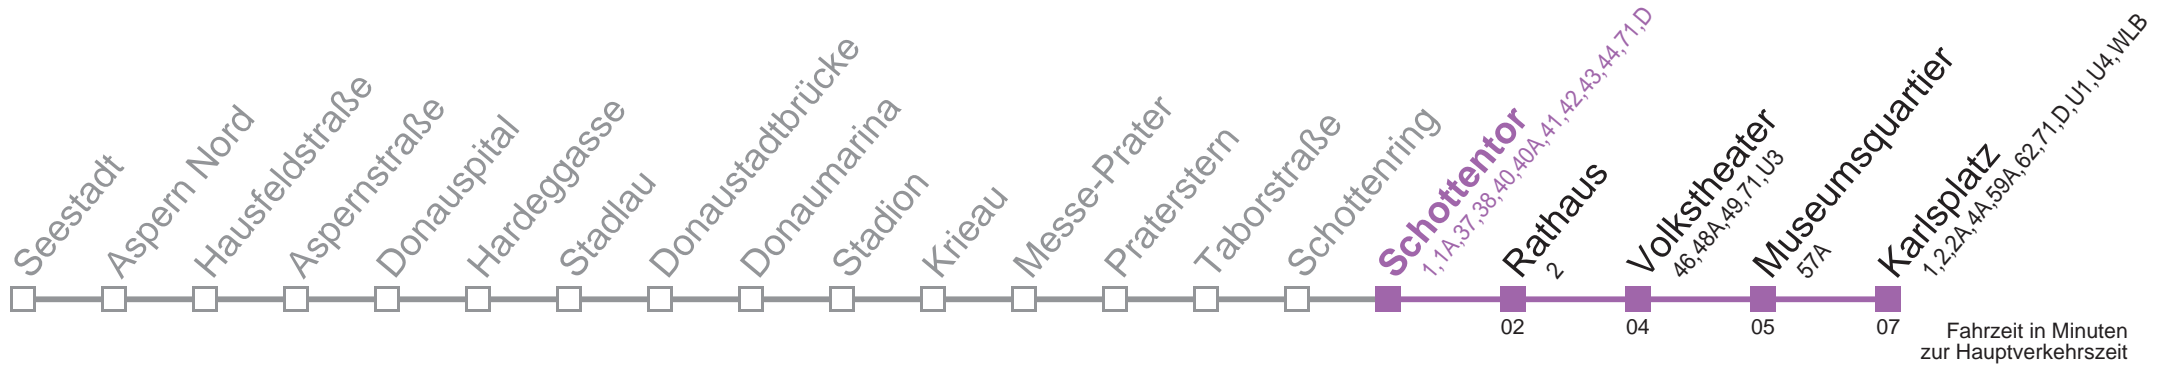 Seestadt
Aspern Nord
Hausfeldstraße
Aspernstraße
Donauspital
Hardeggasse
Stadlau
Donaustadtbrücke
Donaumarina
Stadion
Krieau
Messe-Prater
Praterstern
Taborstraße
Schottenring
Schottentor
1,1A,37,38,40,40A,41,42,43,44,71,D
Rathaus
2
Volkstheater
46,48A,49,71,U3
Museumsquartier
57A
Karlsplatz
1,2,2A,4A,59A,62,71,D,U1,U4,WLB
02
04
05
07
Fahrzeit in Minuten
zur Hauptverkehrszeit